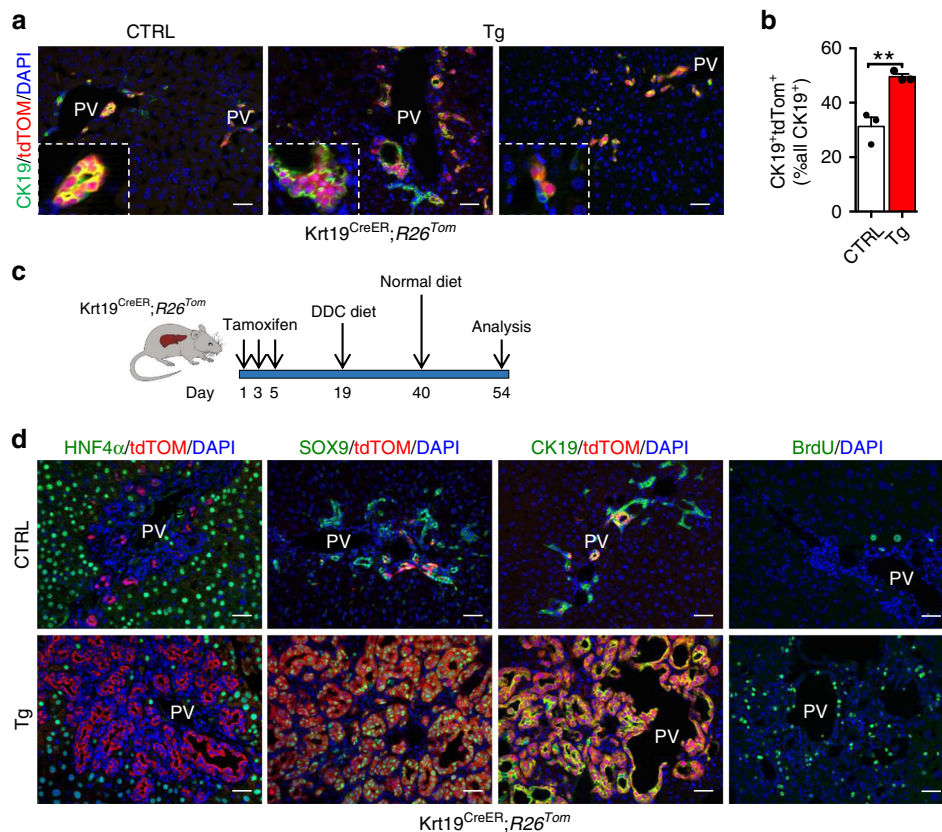 a
CTRL
Tg
CK19/tdTOM/DAPI
PV
PV
PV
PV
Krt19CreER;R26Tom
b
CK19+tdTom+
(%all CK19+)
60
40
20
0
**
CTRL
Tg
c
Krt19CreER;R26Tom
Tamoxifen
DDC diet
Normal diet
Analysis
Day
1 3 5 19 40 54
d
HNF4α/tdTOM/DAPI
SOX9/tdTOM/DAPI
CK19/tdTOM/DAPI
BrdU/DAPI
CTRL
PV
PV
PV
PV
Tg
PV
PV
PV
Krt19CreER;R26Tom